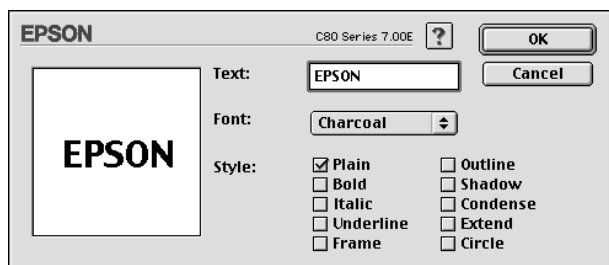 EPSON
C80 Series 7.00E
?
OK
Text:
EPSON
Cancel
Font:
Charcoal
EPSON
Style:
Plain
Outline
Bold
Shadow
Italic
Condense
Underline
Extend
Frame
Circle